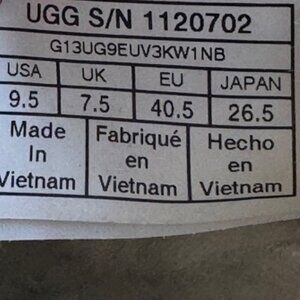 UGG S/N 1120702
G13UG9EUV3KW1NB
USA UK EU JAPAN
9.5 7.5 40.5 26.5
Made Fabriqué Hecho
In en en
Vietnam Vietnam Vietnam